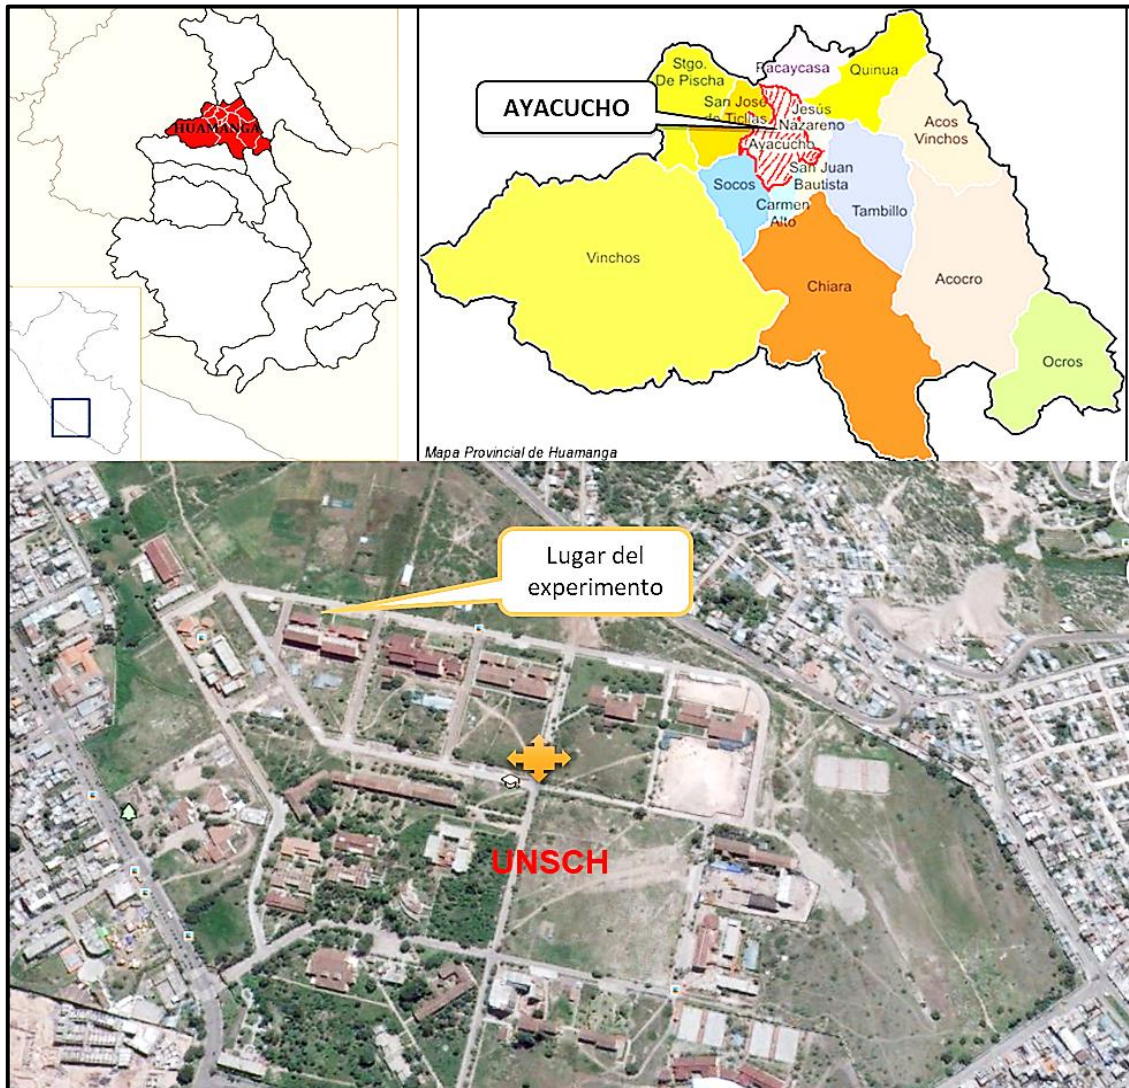 HUAMANGA
AYACUCHO
Stgo.
De Pischa
Pacaycasa
Quinua
San José
de Ticllas
Jesús
Nazareno
Acos
Vinchos
Ayacucho
San Juan
Bautista
Socos
Carmen
Alto
Tambillo
Vinchos
Chiara
Acocro
Ocros
Mapa Provincial de Huamanga
Lugar del
experimento
UNSCH